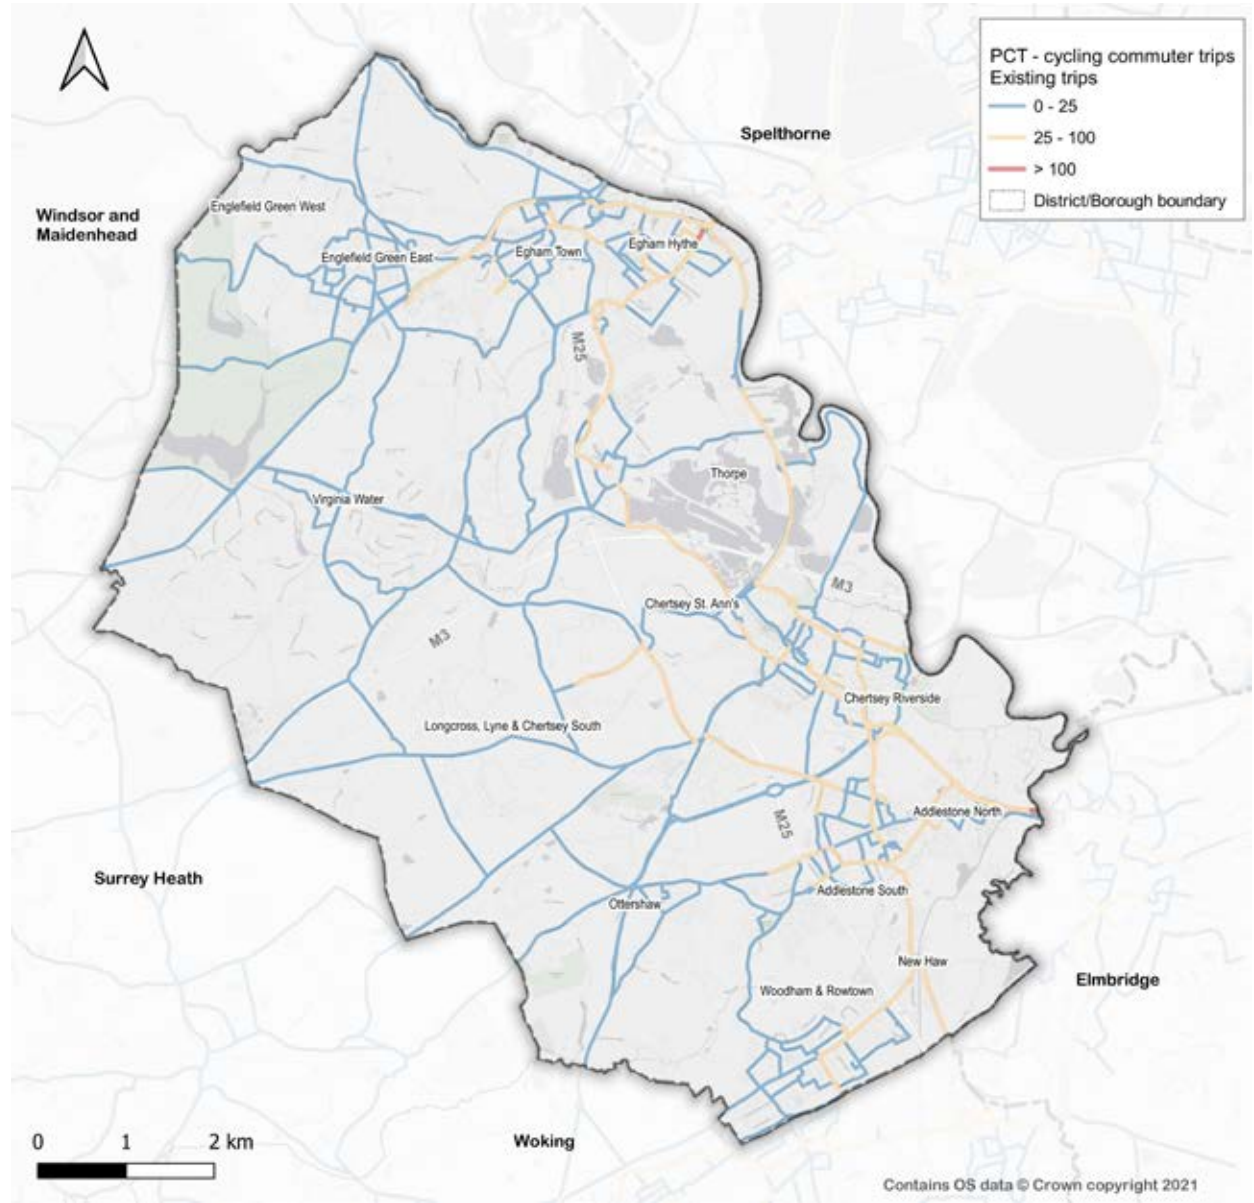 PCT - cycling commuter trips
Existing trips
0 - 25
25 - 100
> 100
District/Borough boundary
Spelthorne
Windsor and
Maidenhead
Englefield Green West
Englefield Green East
Egham Town
Egham Hythe
M25
Thorpe
Virginia Water
M3
Chertsey St. Ann's
M3
Chertsey Riverside
Longcross, Lyne & Chertsey South
Addlestone North
M25
Surrey Heath
Addlestone South
Ottershaw
New Haw
Elmbridge
Woodham & Rowtown
Woking
0 1 2 km
Contains OS data © Crown copyright 2021